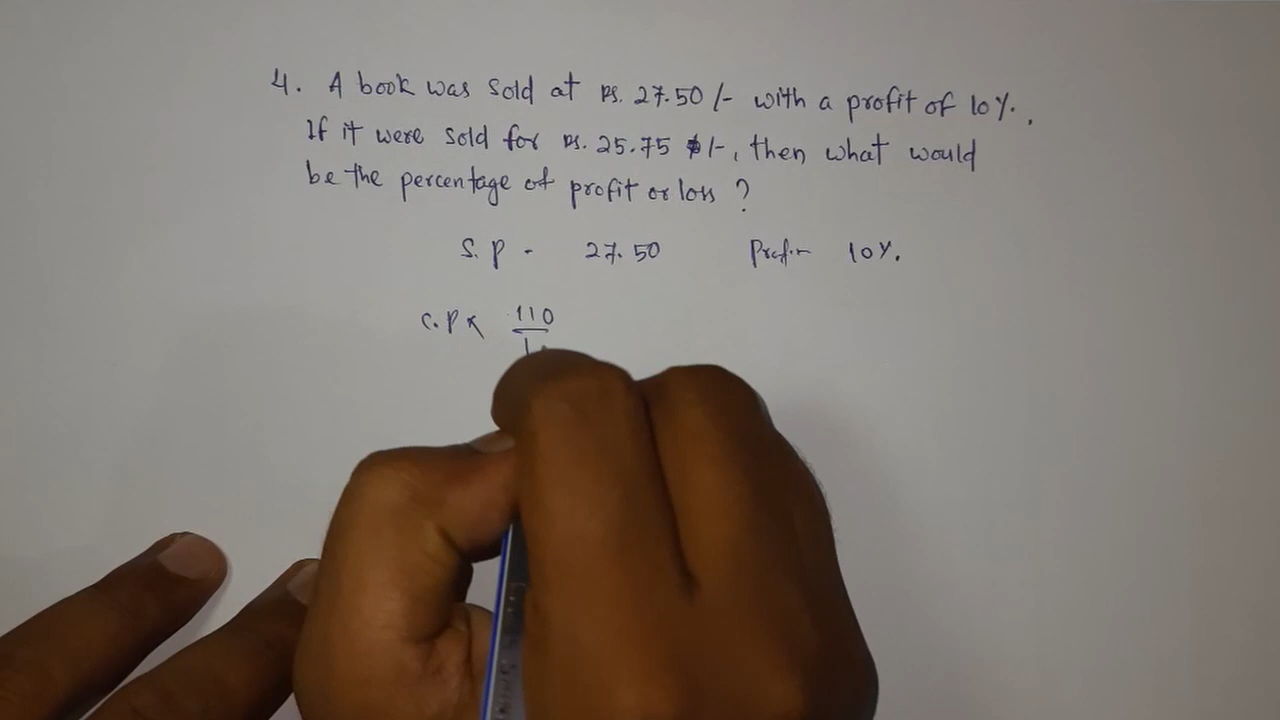 4. A book was sold at Rs. 27.50/- with a profit of 10%.
If it were sold for Rs. 25.75 /-, then what would
be the percentage of profit or loss?
S.P - 27.50 Profit 10%.
C.P x 110
1